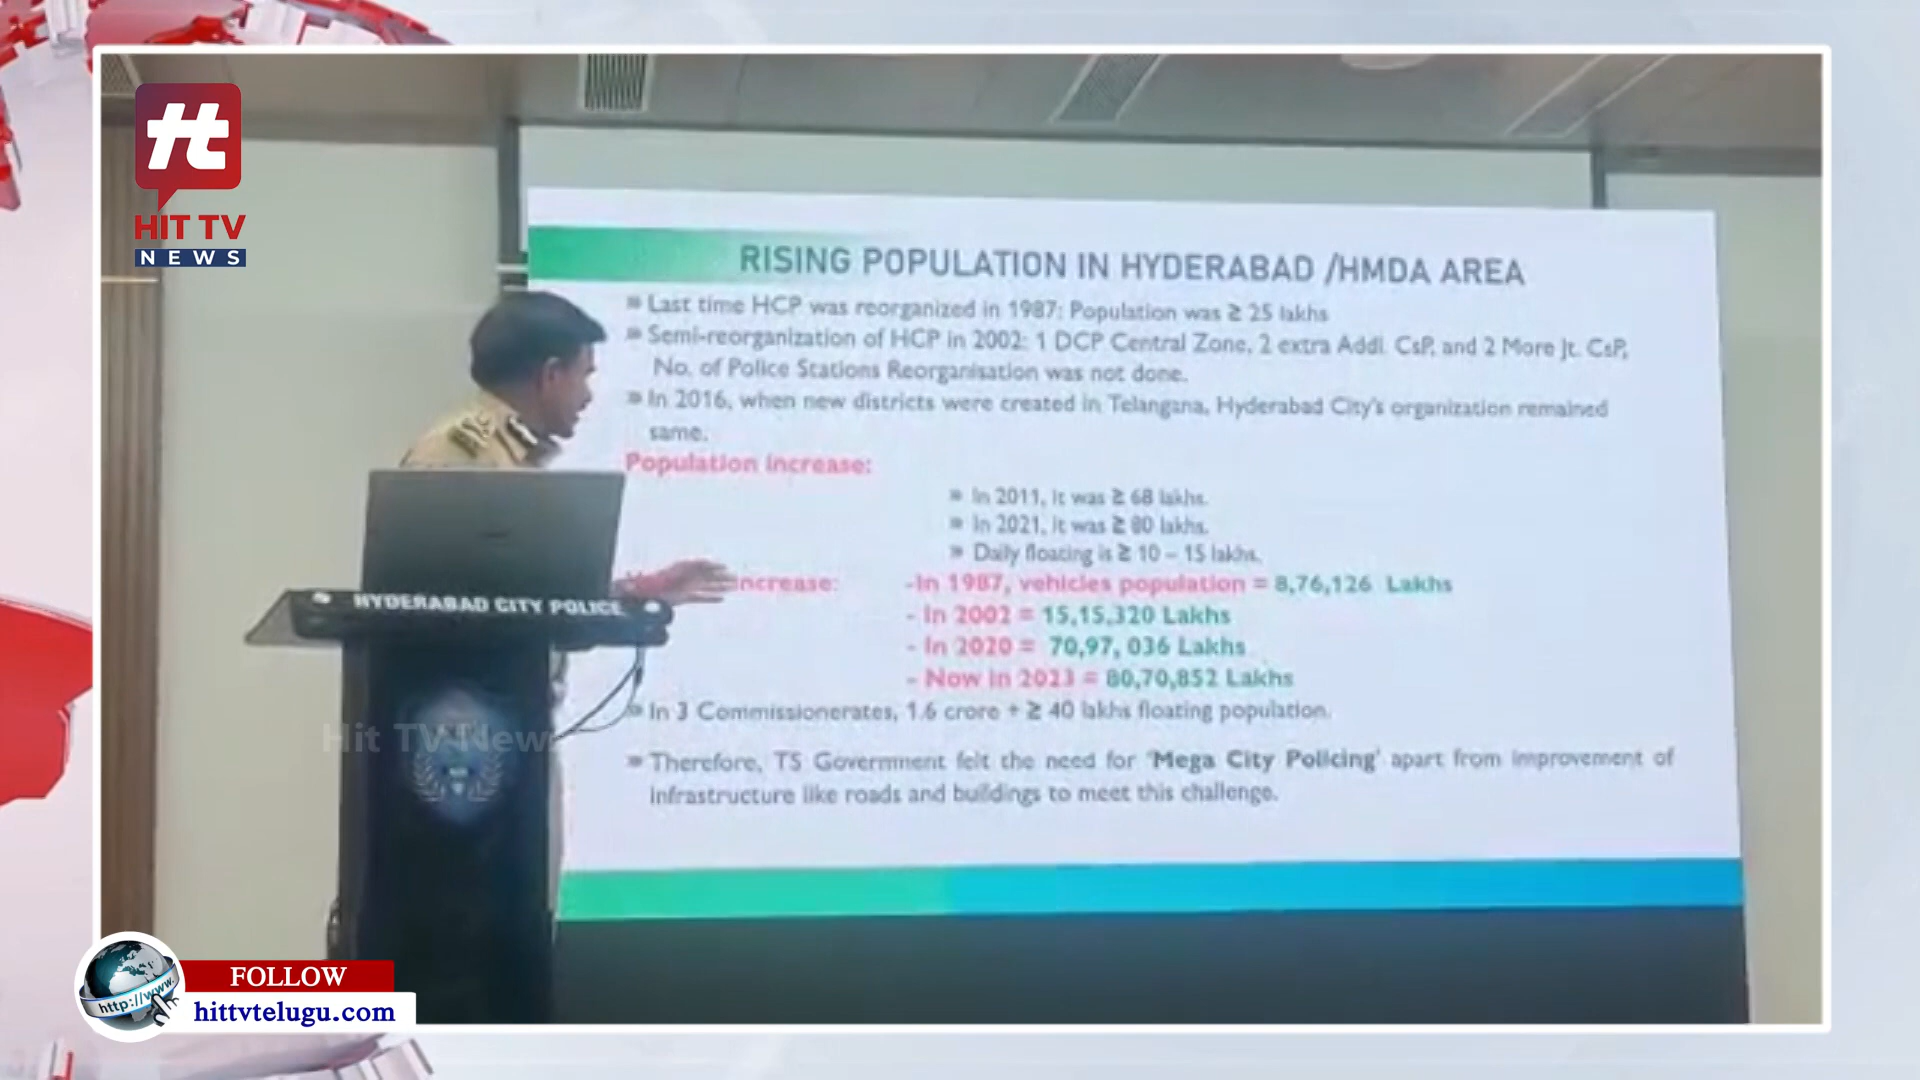 tt
HIT TV
NEWS
RISING POPULATION IN HYDERABAD /HMDA AREA
» Last time HCP was reorganized in 1987: Population was ≥ 25 lakhs
» Semi-reorganization of HCP in 2002: 1 DCP Central Zone, 2 extra Addl. CsP, and 2 More Jt. CsP,
No. of Police Stations Reorganisation was not done.
» In 2016, when new districts were created in Telangana, Hyderabad City's organization remained
same.
Population increase:
» In 2011, it was ≥ 68 lakhs.
» In 2021, it was ≥ 80 lakhs.
» Daily floating is ≥ 10 – 15 lakhs.
increase: -In 1987, vehicles population = 8,76,126 Lakhs
- In 2002 = 15,15,320 Lakhs
- In 2020 = 70,97, 036 Lakhs
- Now in 2023 = 80,70,852 Lakhs
» In 3 Commissionerates, 1.6 crore + ≥ 40 lakhs floating population.
» Therefore, TS Government felt the need for 'Mega City Policing' apart from improvement of
infrastructure like roads and buildings to meet this challenge.
HYDERABAD CITY POLICE
Hit TV News
http://www.
FOLLOW
hittvtelugu.com